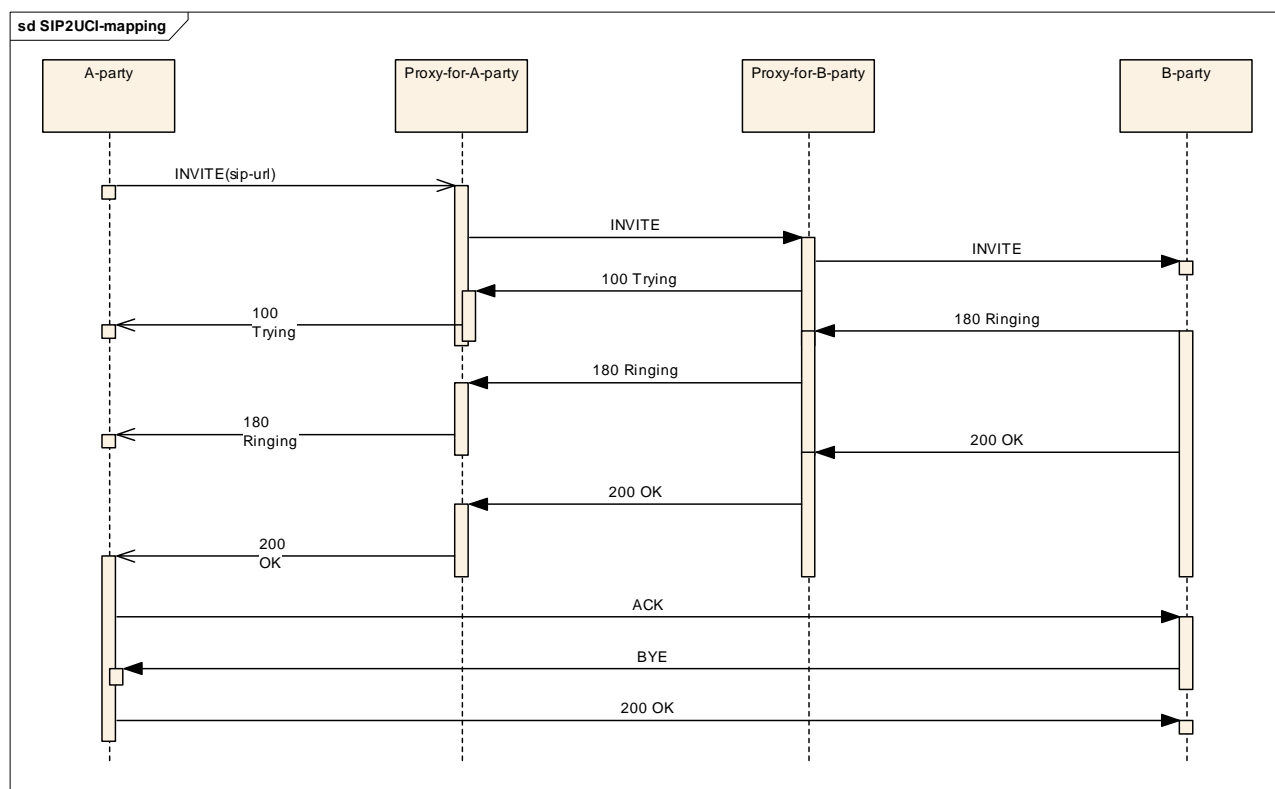 sd SIP2UCI-mapping
A-party
Proxy-for-A-party
Proxy-for-B-party
B-party
INVITE(sip-url)
INVITE
INVITE
100 Trying
100
Trying
180 Ringing
180 Ringing
180
Ringing
200 OK
200 OK
200
OK
ACK
BYE
200 OK